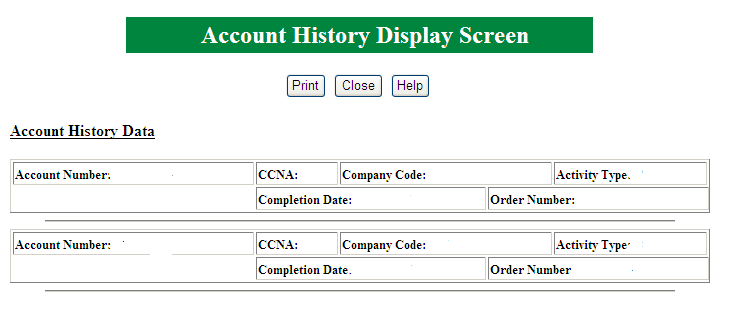 Account History Display Screen
Print Close Help
Account History Data
Account Number: CCNA: Company Code: Activity Type.
Completion Date: Order Number:
Account Number: CCNA: Company Code: Activity Type
Completion Date. Order Number